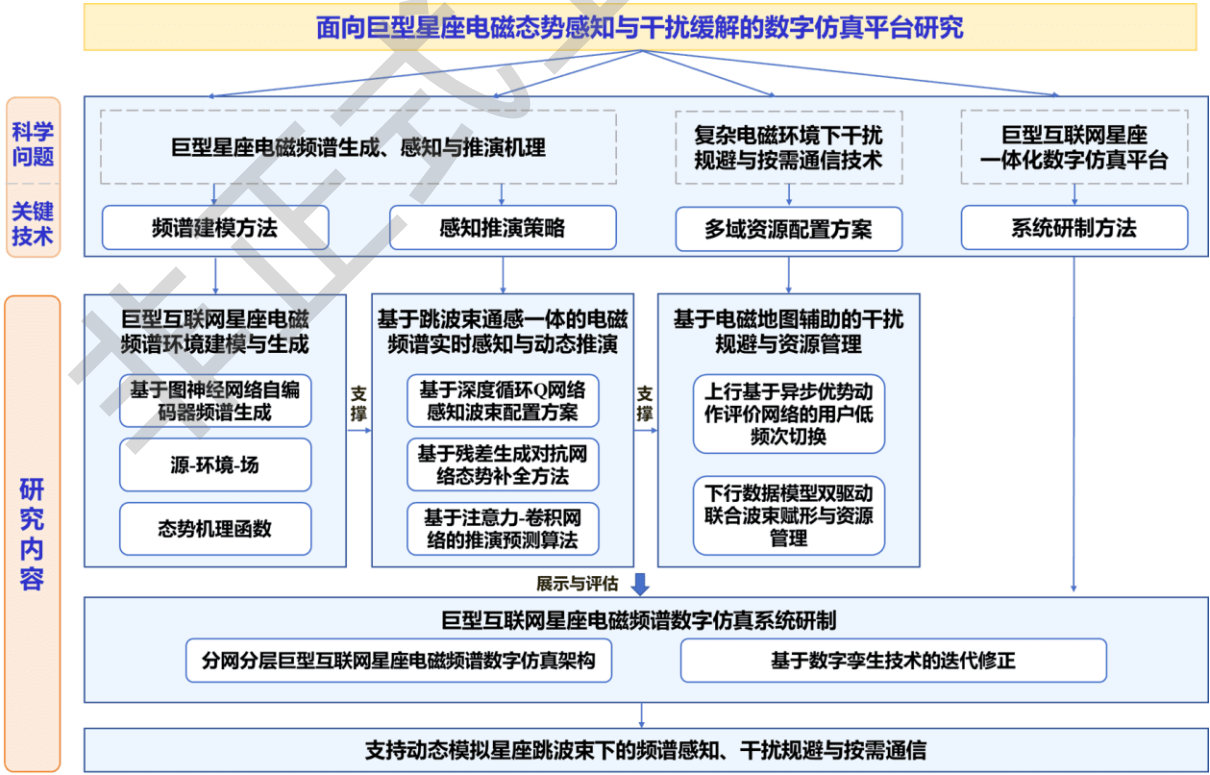 面向巨型星座电磁态势感知与干扰缓解的数字仿真平台研究
科学
问题
关键
技术
巨型星座电磁频谱生成、感知与推演机理
复杂电磁环境下干扰
规避与按需通信技术
巨型互联网星座
一体化数字仿真平台
频谱建模方法
感知推演策略
多域资源配置方案
系统研制方法
研
究
内
容
巨型互联网星座电磁
频谱环境建模与生成
基于图神经网络自编
码器频谱生成
源-环境-场
态势机理函数
支
撑
基于跳波束通感一体的电磁
频谱实时感知与动态推演
基于深度循环Q网络
感知波束配置方案
基于残差生成对抗网
络态势补全方法
基于注意力-卷积网
络的推演预测算法
支
撑
基于电磁地图辅助的干扰
规避与资源管理
上行基于异步优势动
作评价网络的用户低
频次切换
下行数据模型双驱动
联合波束赋形与资源
管理
展示与评估
巨型互联网星座电磁频谱数字仿真系统研制
分网分层巨型互联网星座电磁频谱数字仿真架构
基于数字孪生技术的迭代修正
支持动态模拟星座跳波束下的频谱感知、干扰规避与按需通信
非正式